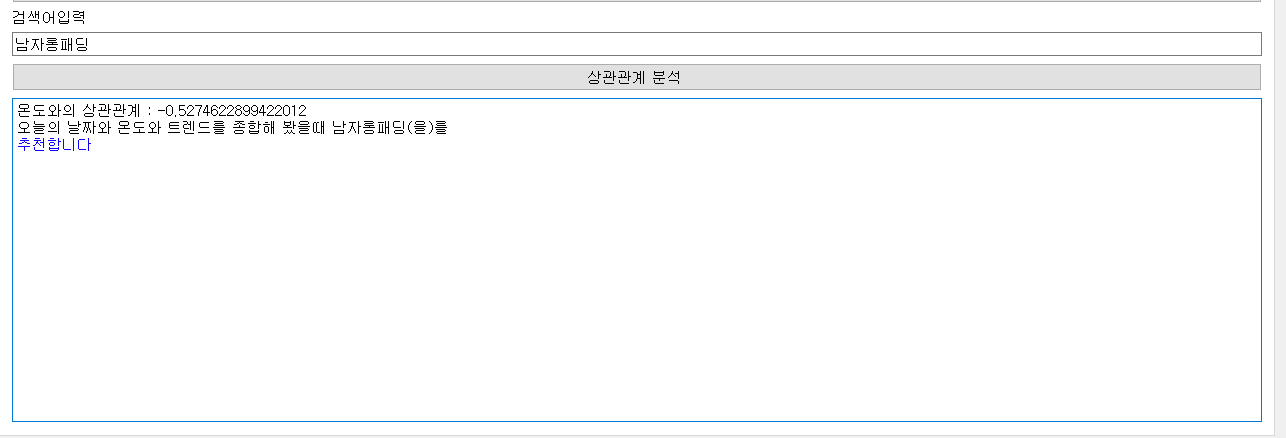 검색어입력
남자롱패딩
상관관계 분석
온도와의 상관관계 : -0,5274622899422012
오늘의 날짜와 온도와 트렌드를 종합해 봤을때 남자롱패딩(을)를
추천합니다